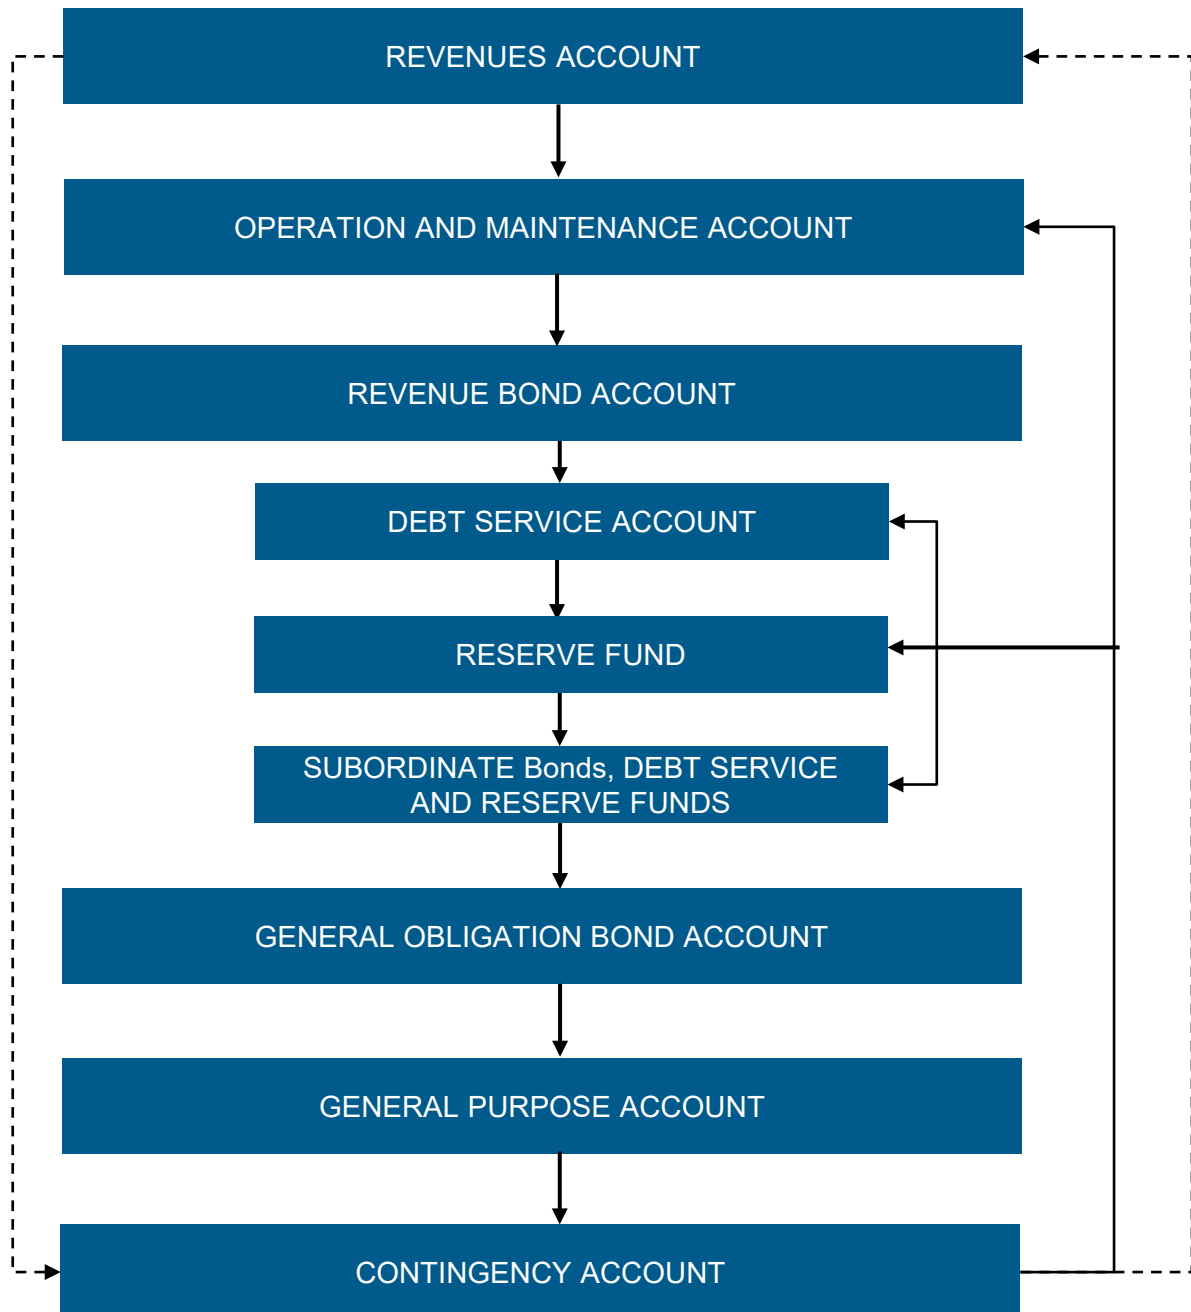 REVENUES ACCOUNT
OPERATION AND MAINTENANCE ACCOUNT
REVENUE BOND ACCOUNT
DEBT SERVICE ACCOUNT
RESERVE FUND
SUBORDINATE Bonds, DEBT SERVICE
AND RESERVE FUNDS
GENERAL OBLIGATION BOND ACCOUNT
GENERAL PURPOSE ACCOUNT
CONTINGENCY ACCOUNT